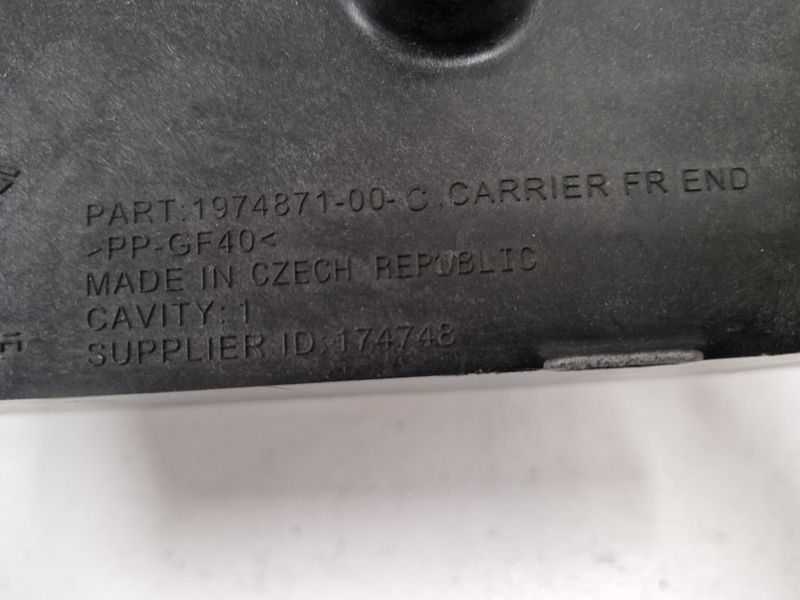 PART:1974871-00-C.CARRIER FR END
>PP-GF40<
MADE IN CZECH REPUBLIC
CAVITY: 1
SUPPLIER ID:174748